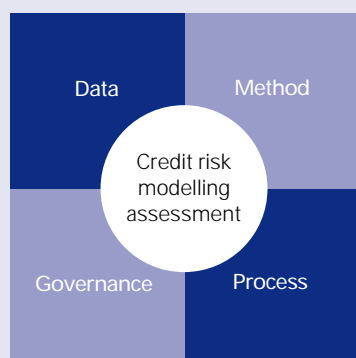 Data
Method
Credit risk
modelling
assessment
Governance
Process